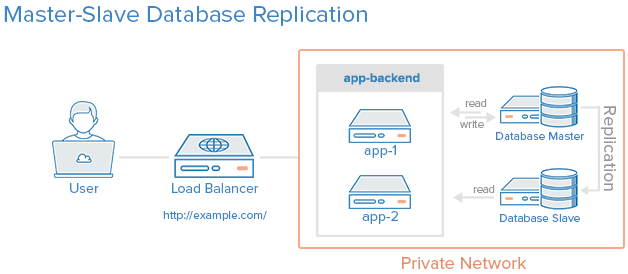 Master-Slave Database Replication
app-backend
app-1
app-2
read
write
Database Master
Replication
read
Database Slave
User
Load Balancer
http://example.com/
Private Network